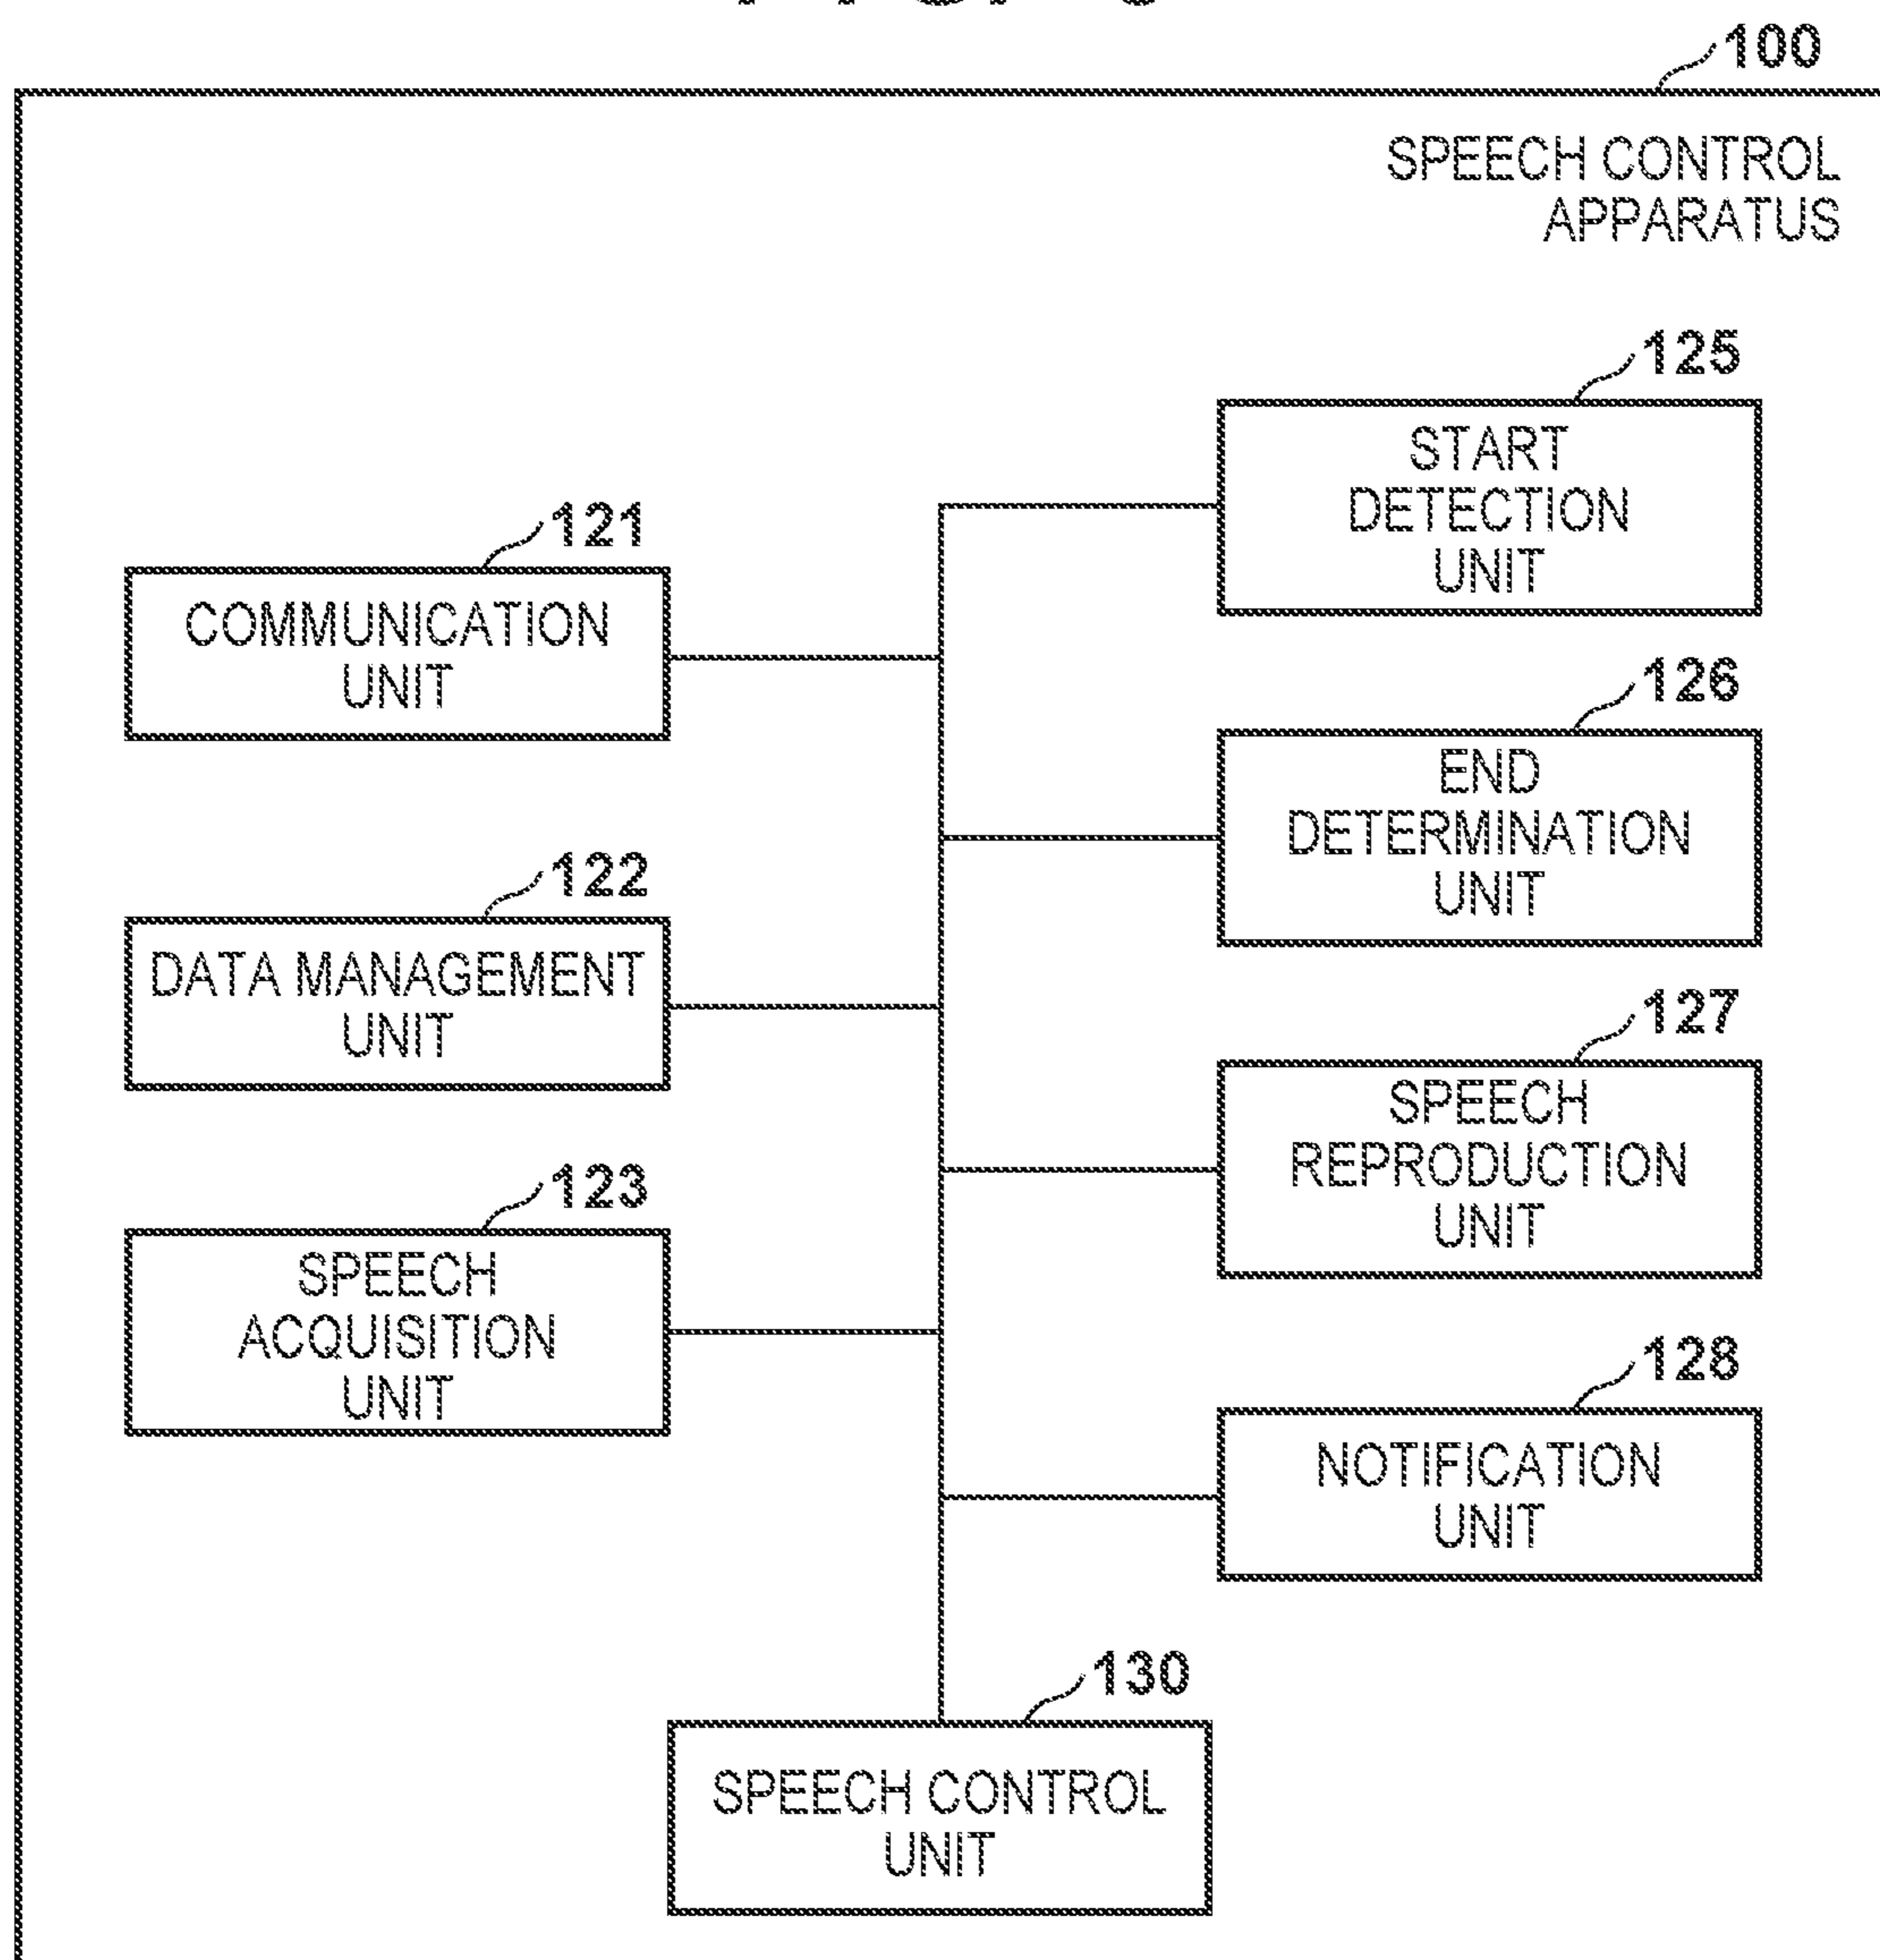 100
SPEECH CONTROL
APPARATUS
125
START
DETECTION
UNIT
121
COMMUNICATION
UNIT
126
END
DETERMINATION
UNIT
122
DATA MANAGEMENT
UNIT
127
SPEECH
REPRODUCTION
UNIT
123
SPEECH
ACQUISITION
UNIT
128
NOTIFICATION
UNIT
130
SPEECH CONTROL
UNIT